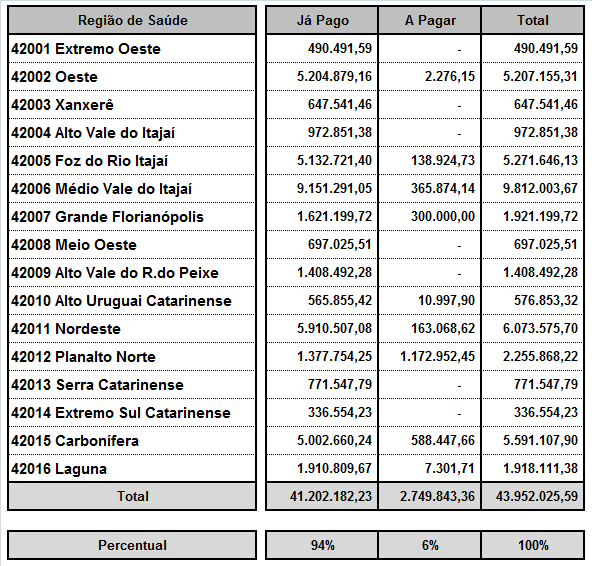 Região de Saúde Já Pago A Pagar Total
42001 Extremo Oeste 490.491,59 - 490.491,59
42002 Oeste 5.204.879,16 2.276,15 5.207.155,31
42003 Xanxerê 647.541,46 - 647.541,46
42004 Alto Vale do Itajaí 972.851,38 - 972.851,38
42005 Foz do Rio Itajaí 5.132.721,40 138.924,73 5.271.646,13
42006 Médio Vale do Itajaí 9.151.291,05 365.874,14 9.812.003,67
42007 Grande Florianópolis 1.621.199,72 300.000,00 1.921.199,72
42008 Meio Oeste 697.025,51 - 697.025,51
42009 Alto Vale do R.do Peixe 1.408.492,28 - 1.408.492,28
42010 Alto Uruguai Catarinense 565.855,42 10.997,90 576.853,32
42011 Nordeste 5.910.507,08 163.068,62 6.073.575,70
42012 Planalto Norte 1.377.754,25 1.172.952,45 2.255.868,22
42013 Serra Catarinense 771.547,79 - 771.547,79
42014 Extremo Sul Catarinense 336.554,23 - 336.554,23
42015 Carbonífera 5.002.660,24 588.447,66 5.591.107,90
42016 Laguna 1.910.809,67 7.301,71 1.918.111,38
Total 41.202.182,23 2.749.843,36 43.952.025,59
Percentual 94% 6% 100%